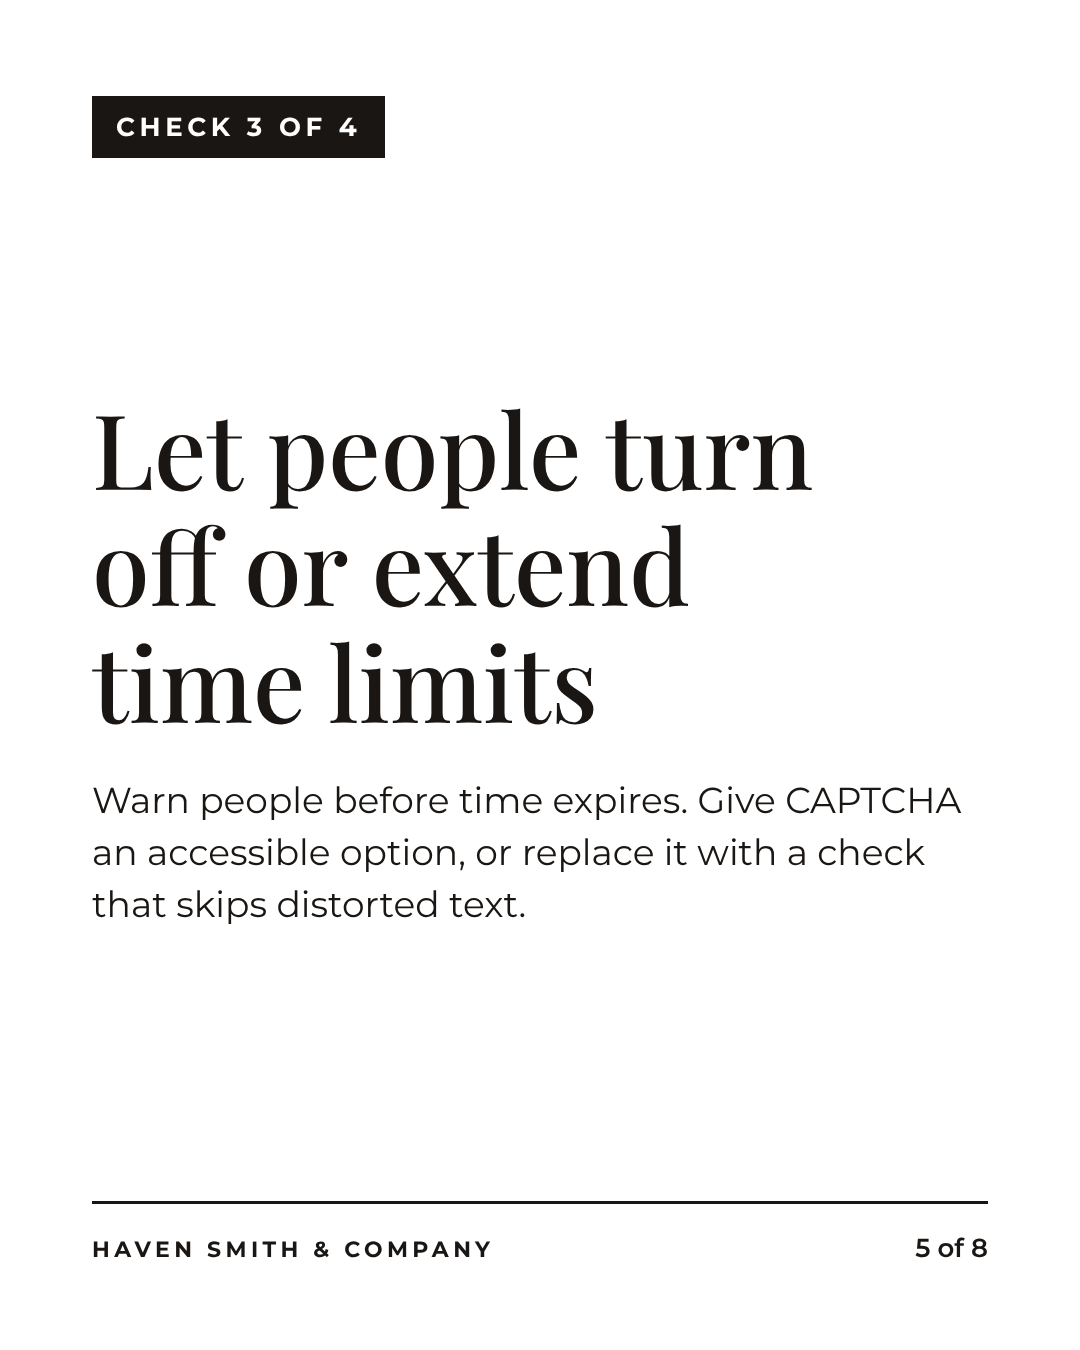 CHECK 3 OF 4
Let people turn
off or extend
time limits
Warn people before time expires. Give CAPTCHA
an accessible option, or replace it with a check
that skips distorted text.
HAVEN SMITH & COMPANY
5 of 8